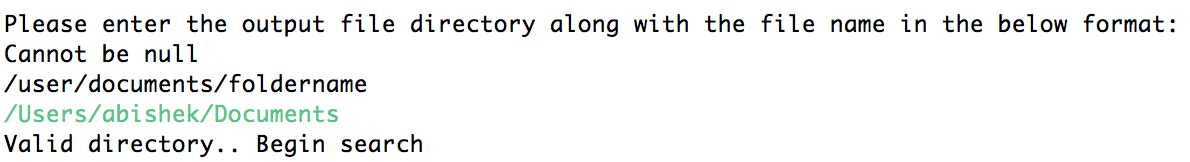 Please enter the output file directory along with the file name in the below format:
Cannot be null
/user/documents/foldername
/Users/abishek/Documents
Valid directory.. Begin search